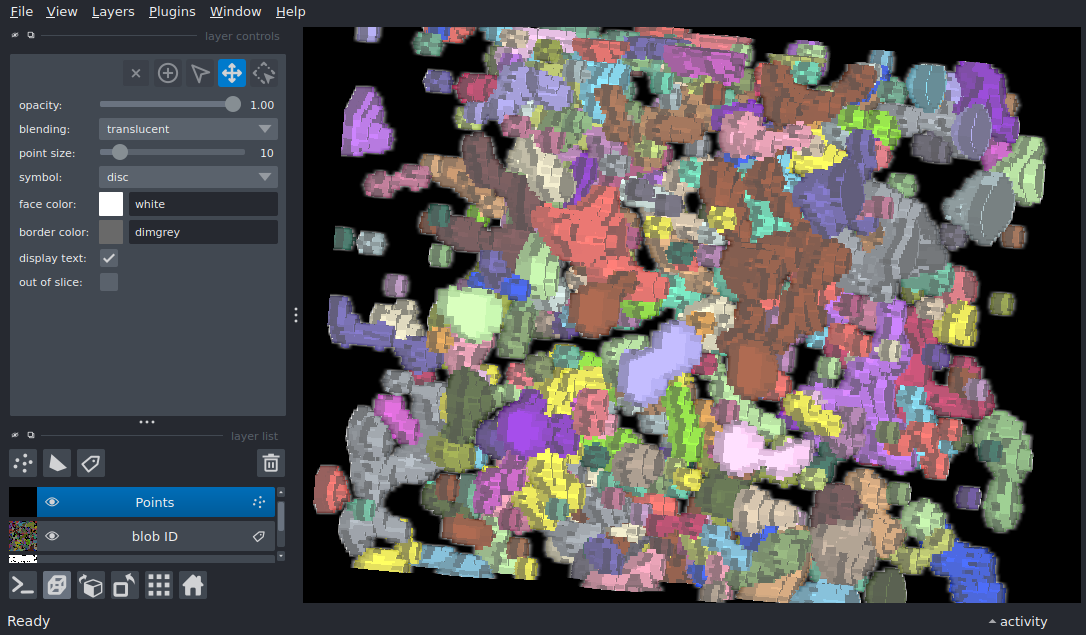 File View Layers Plugins Window Help
layer controls
opacity: 1.00
blending: translucent
point size: 10
symbol: disc
face color: white
border color: dimgrey
display text:
out of slice:
layer list
Points
blob ID
Ready
activity